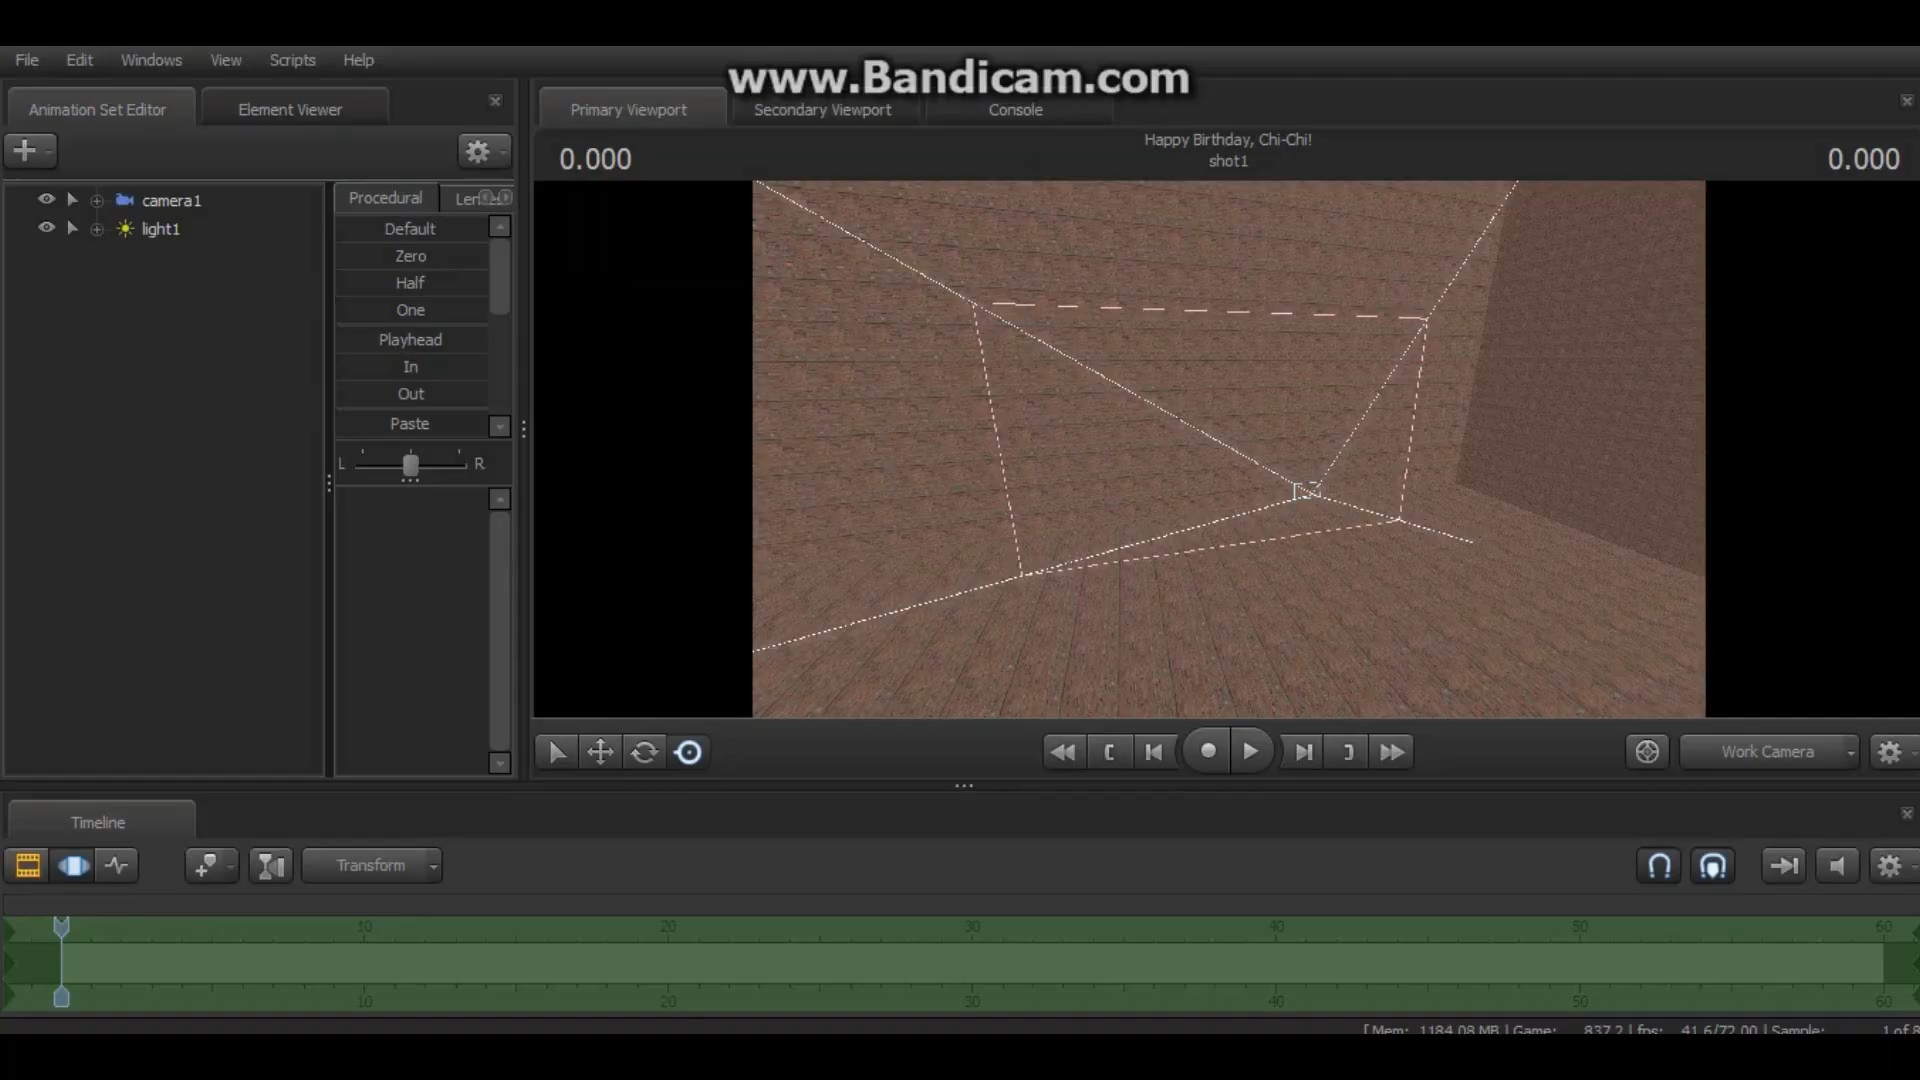 www.Bandicam.com
File Edit Windows View Scripts Help
Animation Set Editor Element Viewer
Primary Viewport Secondary Viewport Console
0.000
Happy Birthday, Chi-Chi!
shot1
0.000
camera1
light1
Procedural
Default
Zero
Half
One
Playhead
In
Out
Paste
L R
Work Camera
Timeline
Transform
10 20 30 40 50 60
10 20 30 40 50 60
[ Mem: 1184.08 MB | Game: 837.2 | fps: 41.6/72.00 | Sample: 1 of 8